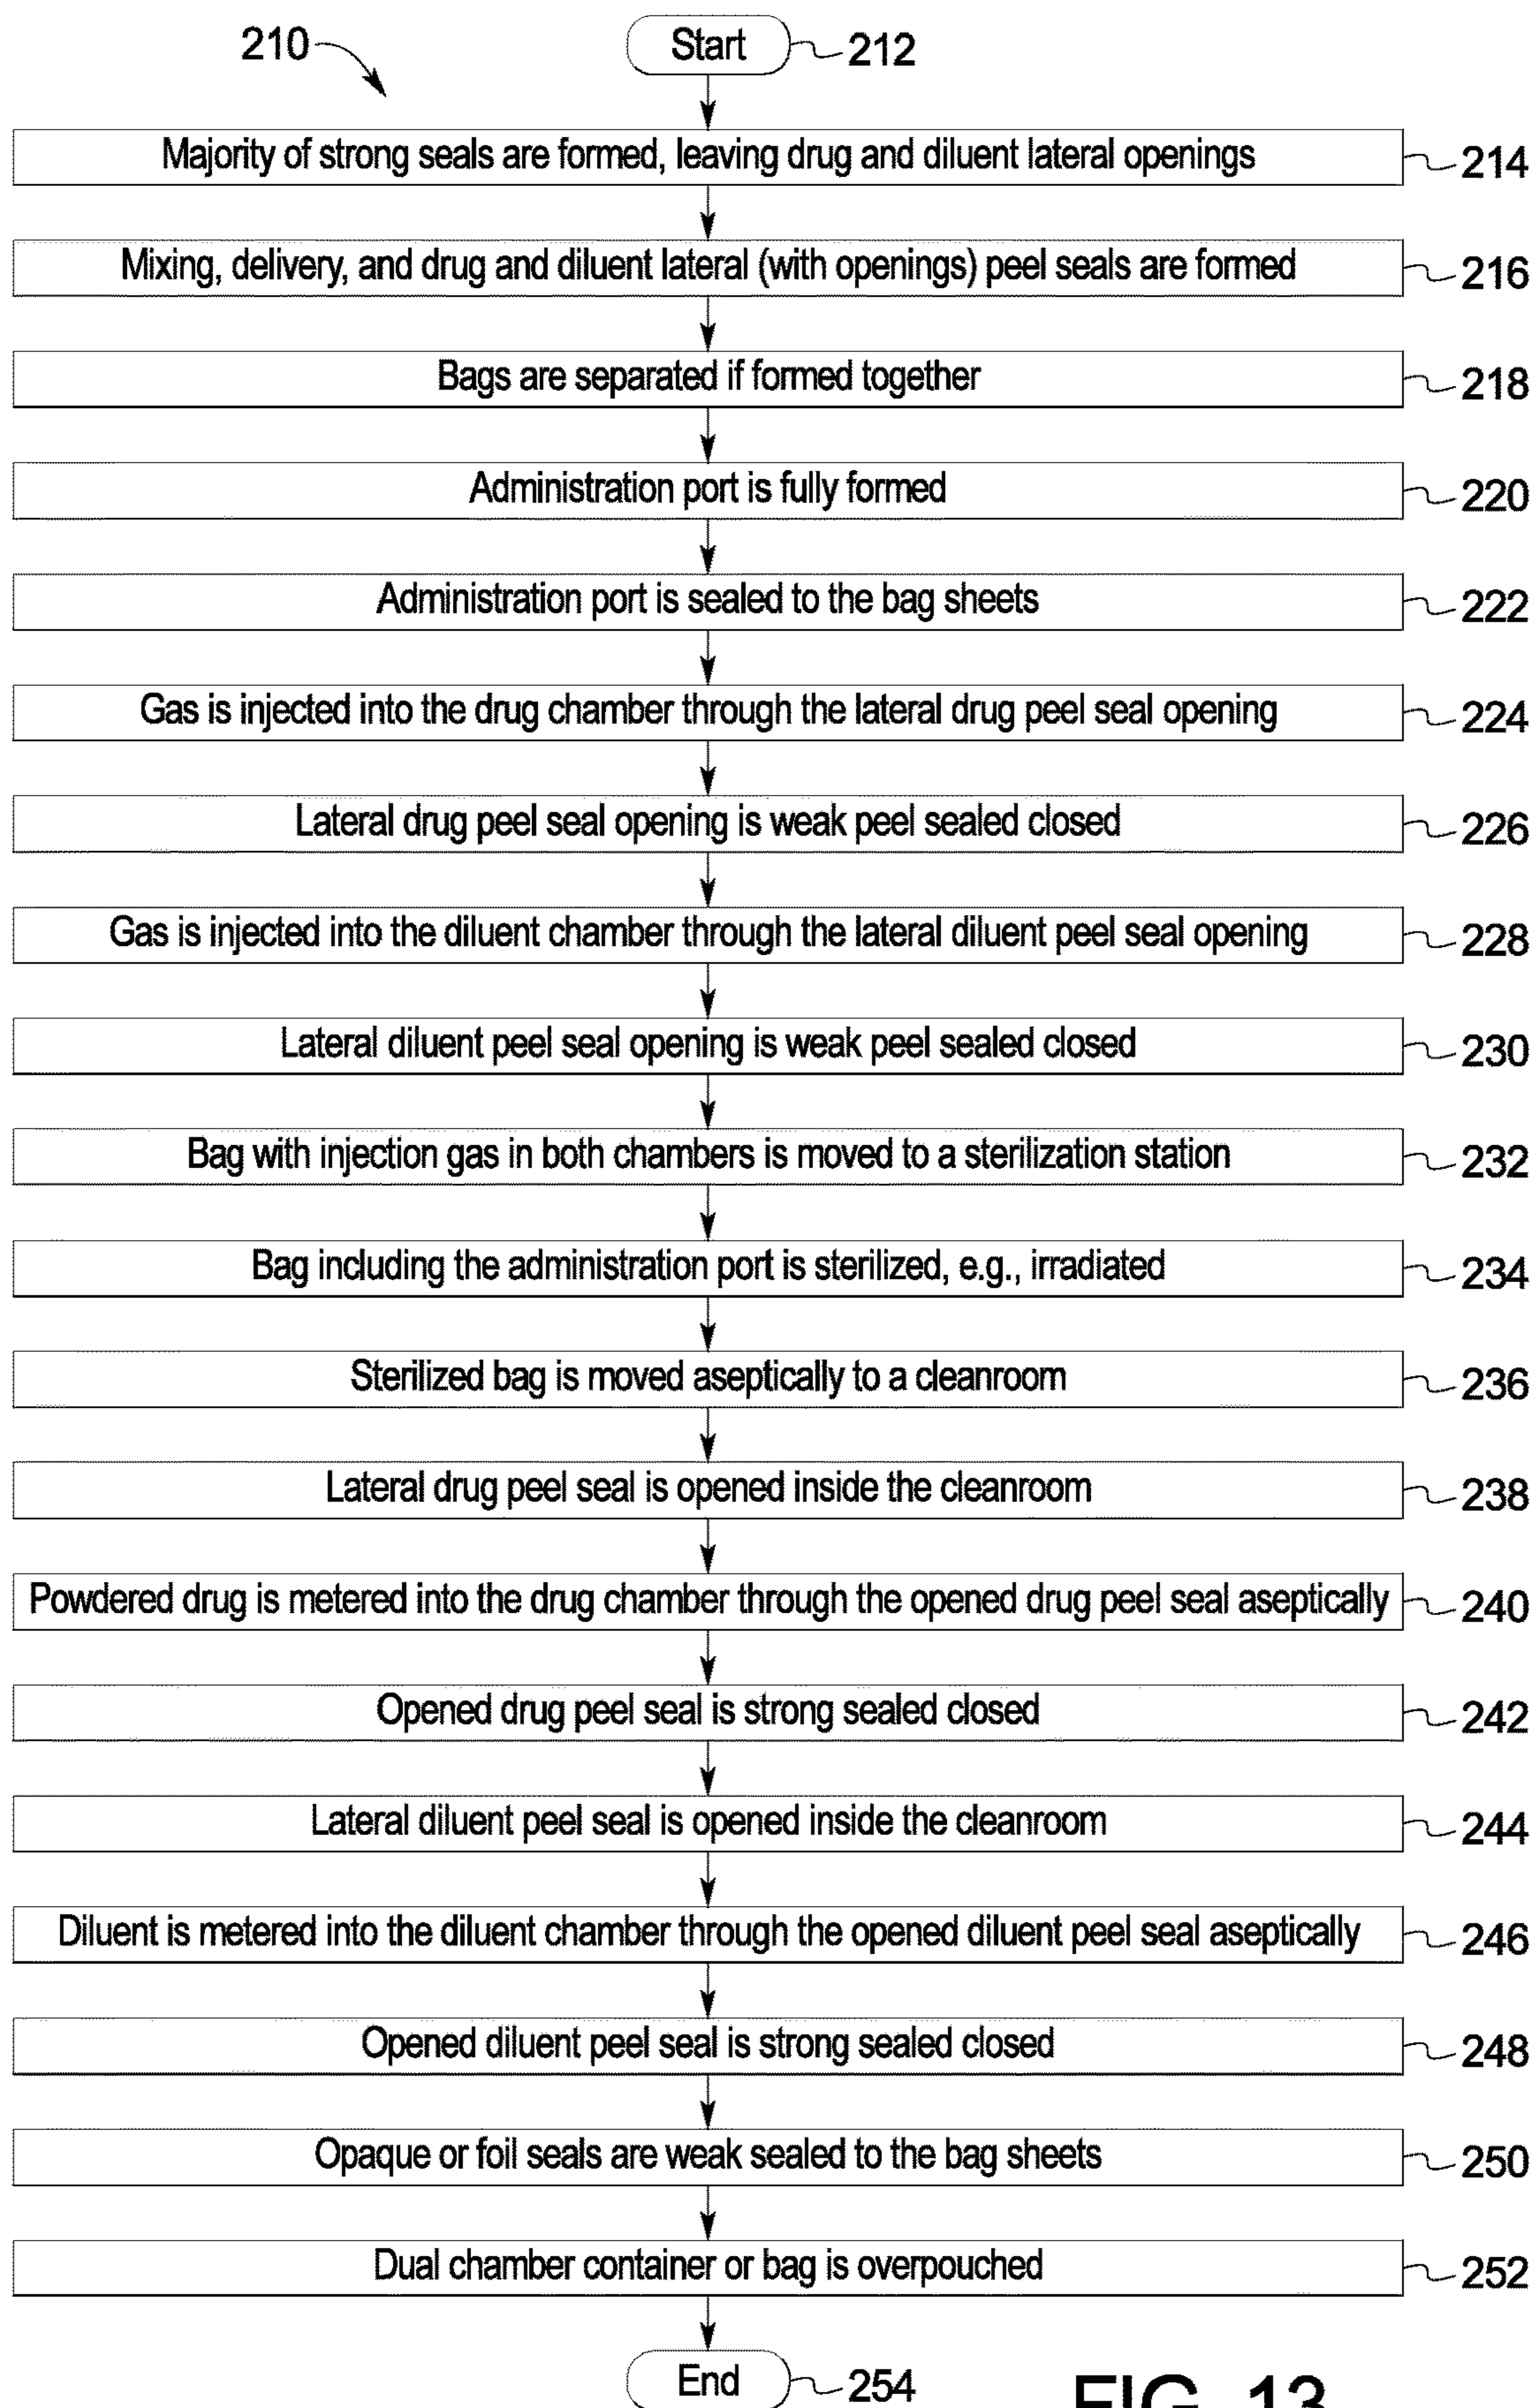 210
Start 212
Majority of strong seals are formed, leaving drug and diluent lateral openings 214
Mixing, delivery, and drug and diluent lateral (with openings) peel seals are formed 216
Bags are separated if formed together 218
Administration port is fully formed 220
Administration port is sealed to the bag sheets 222
Gas is injected into the drug chamber through the lateral drug peel seal opening 224
Lateral drug peel seal opening is weak peel sealed closed 226
Gas is injected into the diluent chamber through the lateral diluent peel seal opening 228
Lateral diluent peel seal opening is weak peel sealed closed 230
Bag with injection gas in both chambers is moved to a sterilization station 232
Bag including the administration port is sterilized, e.g., irradiated 234
Sterilized bag is moved aseptically to a cleanroom 236
Lateral drug peel seal is opened inside the cleanroom 238
Powdered drug is metered into the drug chamber through the opened drug peel seal aseptically 240
Opened drug peel seal is strong sealed closed 242
Lateral diluent peel seal is opened inside the cleanroom 244
Diluent is metered into the diluent chamber through the opened diluent peel seal aseptically 246
Opened diluent peel seal is strong sealed closed 248
Opaque or foil seals are weak sealed to the bag sheets 250
Dual chamber container or bag is overpouched 252
End 254
FIG. 13